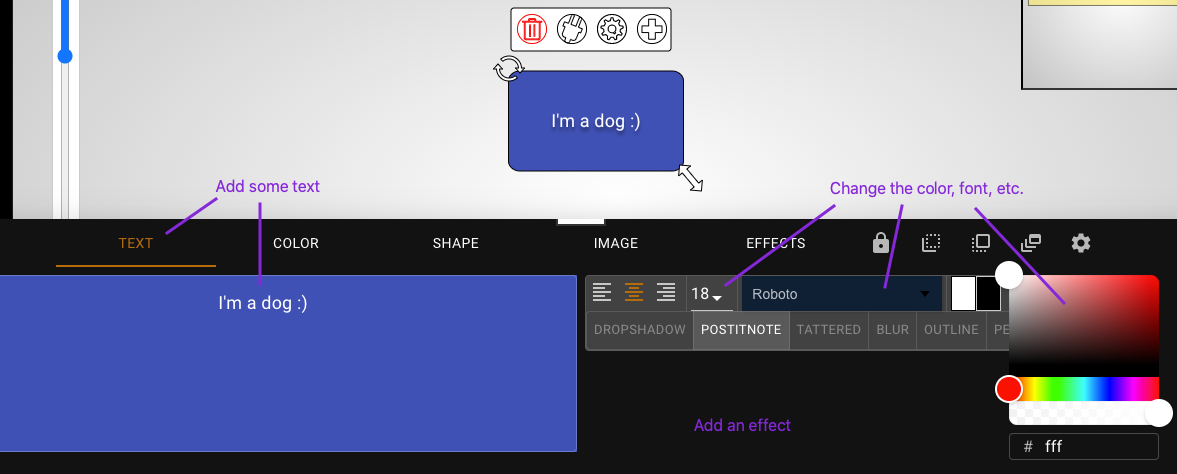 I'm a dog :)
Add some text
Change the color, font, etc.
TEXT
COLOR
SHAPE
IMAGE
EFFECTS
I'm a dog :)
18
Roboto
DROPSHADOW
POSTITNOTE
TATTERED
BLUR
OUTLINE
PE
Add an effect
# fff